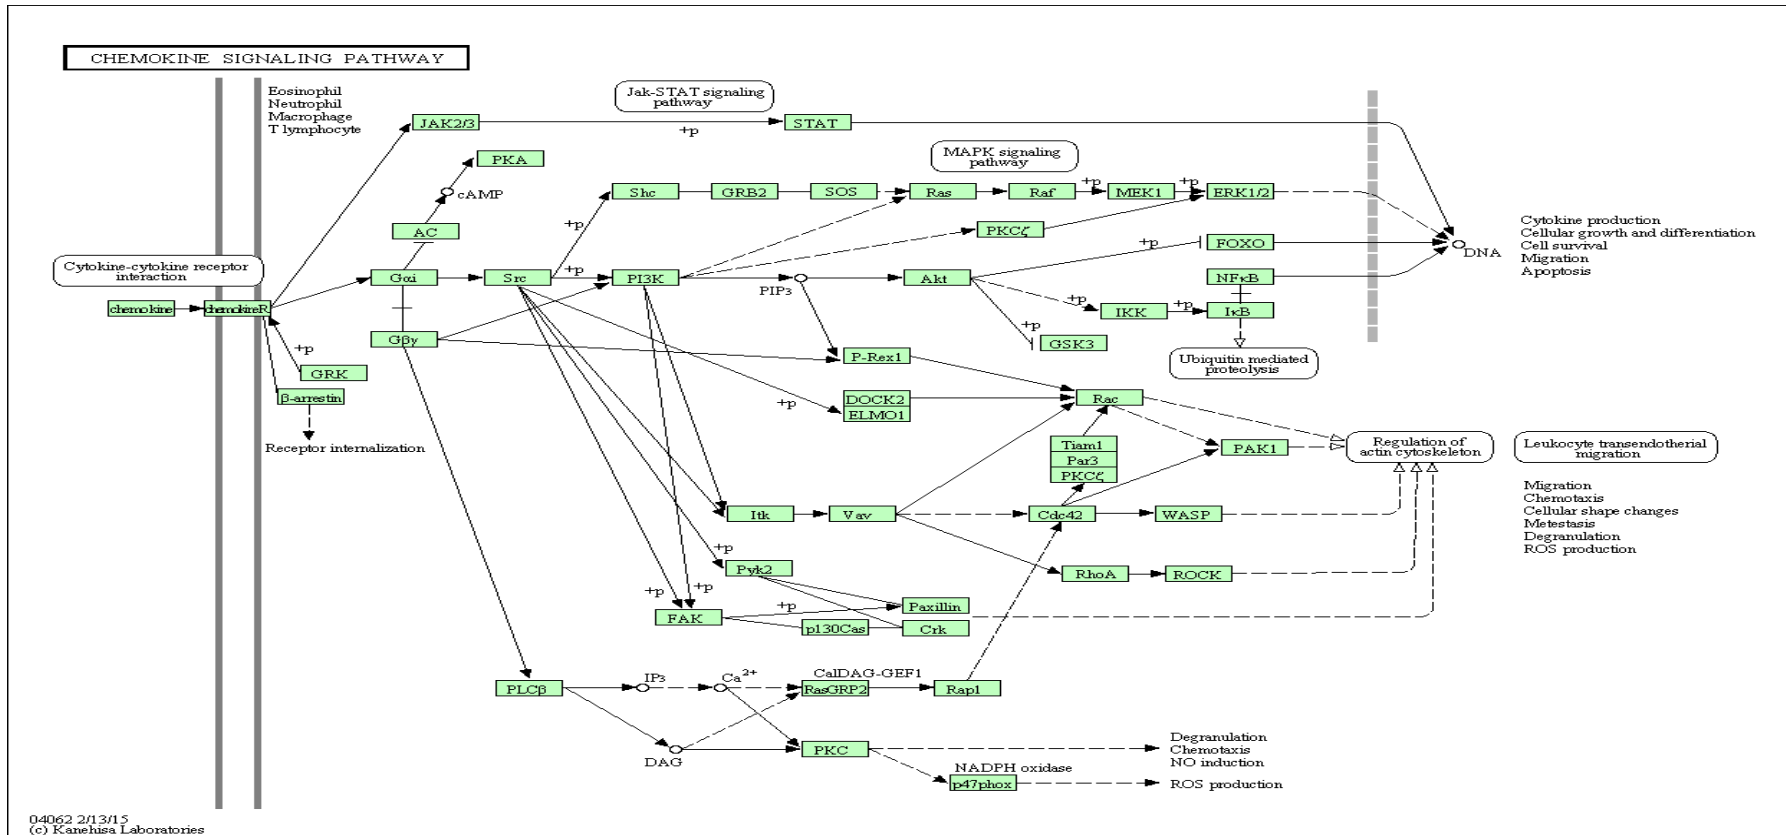 CHEMOKINE SIGNALING PATHWAY
Eosinophil
Neutrophil
Macrophage
T lymphocyte
Jak-STAT signaling
pathway
JAK2/3
+p
STAT
PKA
cAMP
MAPK signaling
pathway
Shc
GRB2
SOS
Ras
Raf
+p
MEK1
+p
ERK1/2
+p
AC
PKCζ
+p
FOXO
DNA
Cytokine production
Cellular growth and differentiation
Cell survival
Migration
Apoptosis
Cytokine-cytokine receptor
interaction
chemokine
chemokineR
Gαi
Src
+p
PI3K
PIP3
Akt
NFκB
+p
IKK
+p
IκB
Gβγ
+p
GSK3
Ubiquitin mediated
proteolysis
+p
GRK
β-arrestin
Receptor internalization
P-Rex1
+p
DOCK2
ELMO1
Rac
Tiam1
Par3
PKCζ
PAK1
Regulation of
actin cytoskeleton
Leukocyte transendotherial
migration
Migration
Chemotaxis
Cellular shape changes
Metestasis
Degranulation
ROS production
Itk
Vav
Cdc42
WASP
+p
Pyk2
RhoA
ROCK
+p
+p
FAK
+p
Paxillin
p130Cas
Crk
PLCβ
IP3
Ca2+
CalDAG-GEF1
RasGRP2
Rap1
DAG
PKC
Degranulation
Chemotaxis
NO induction
NADPH oxidase
p47phox
ROS production
04062 2/13/15
(c) Kanehisa Laboratories